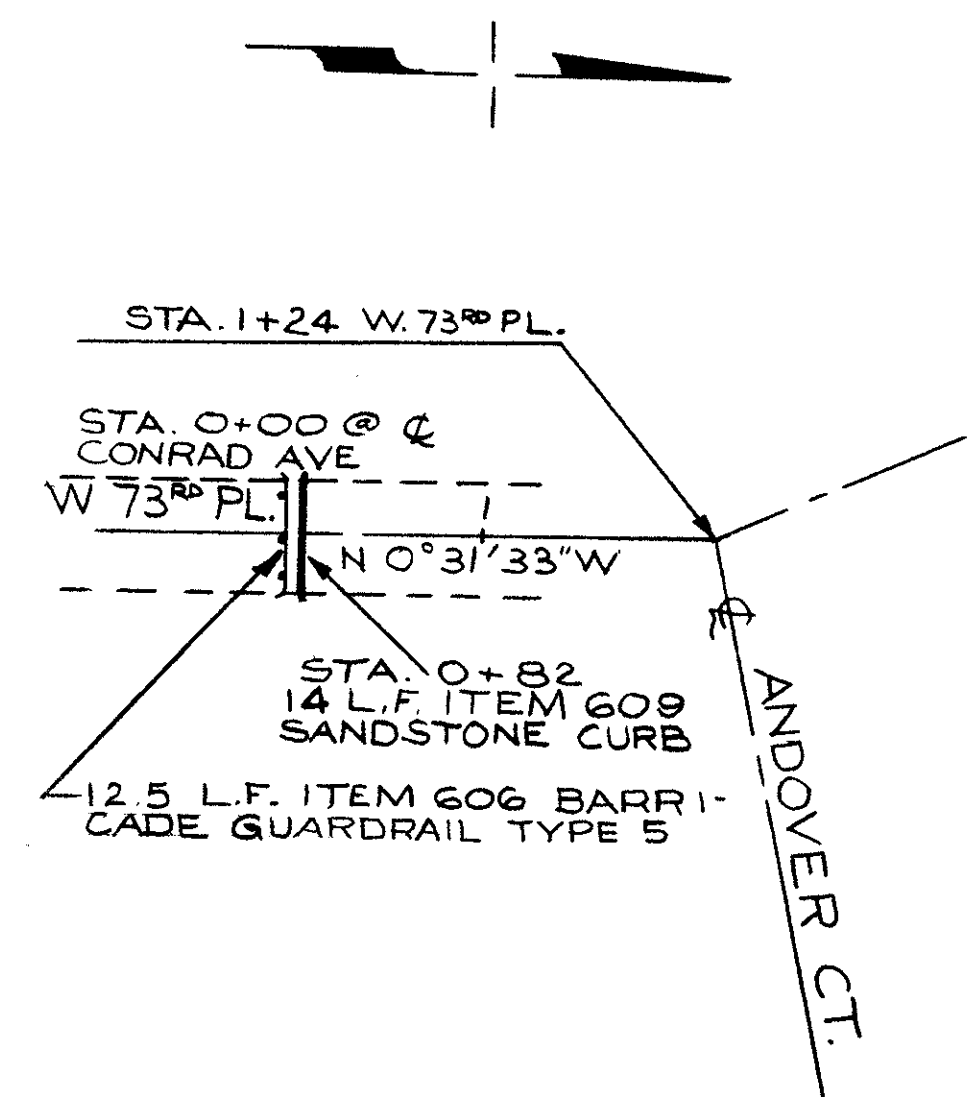 STA. 1+24 W. 73RD PL.
STA. 0+00 @ ℄
CONRAD AVE
W 73RD PL.
N 0°31'33"W
℄ ANDOVER CT.
STA. 0+82
14 L.F. ITEM 609
SANDSTONE CURB
12.5 L.F. ITEM 606 BARRI-
CADE GUARDRAIL TYPE 5